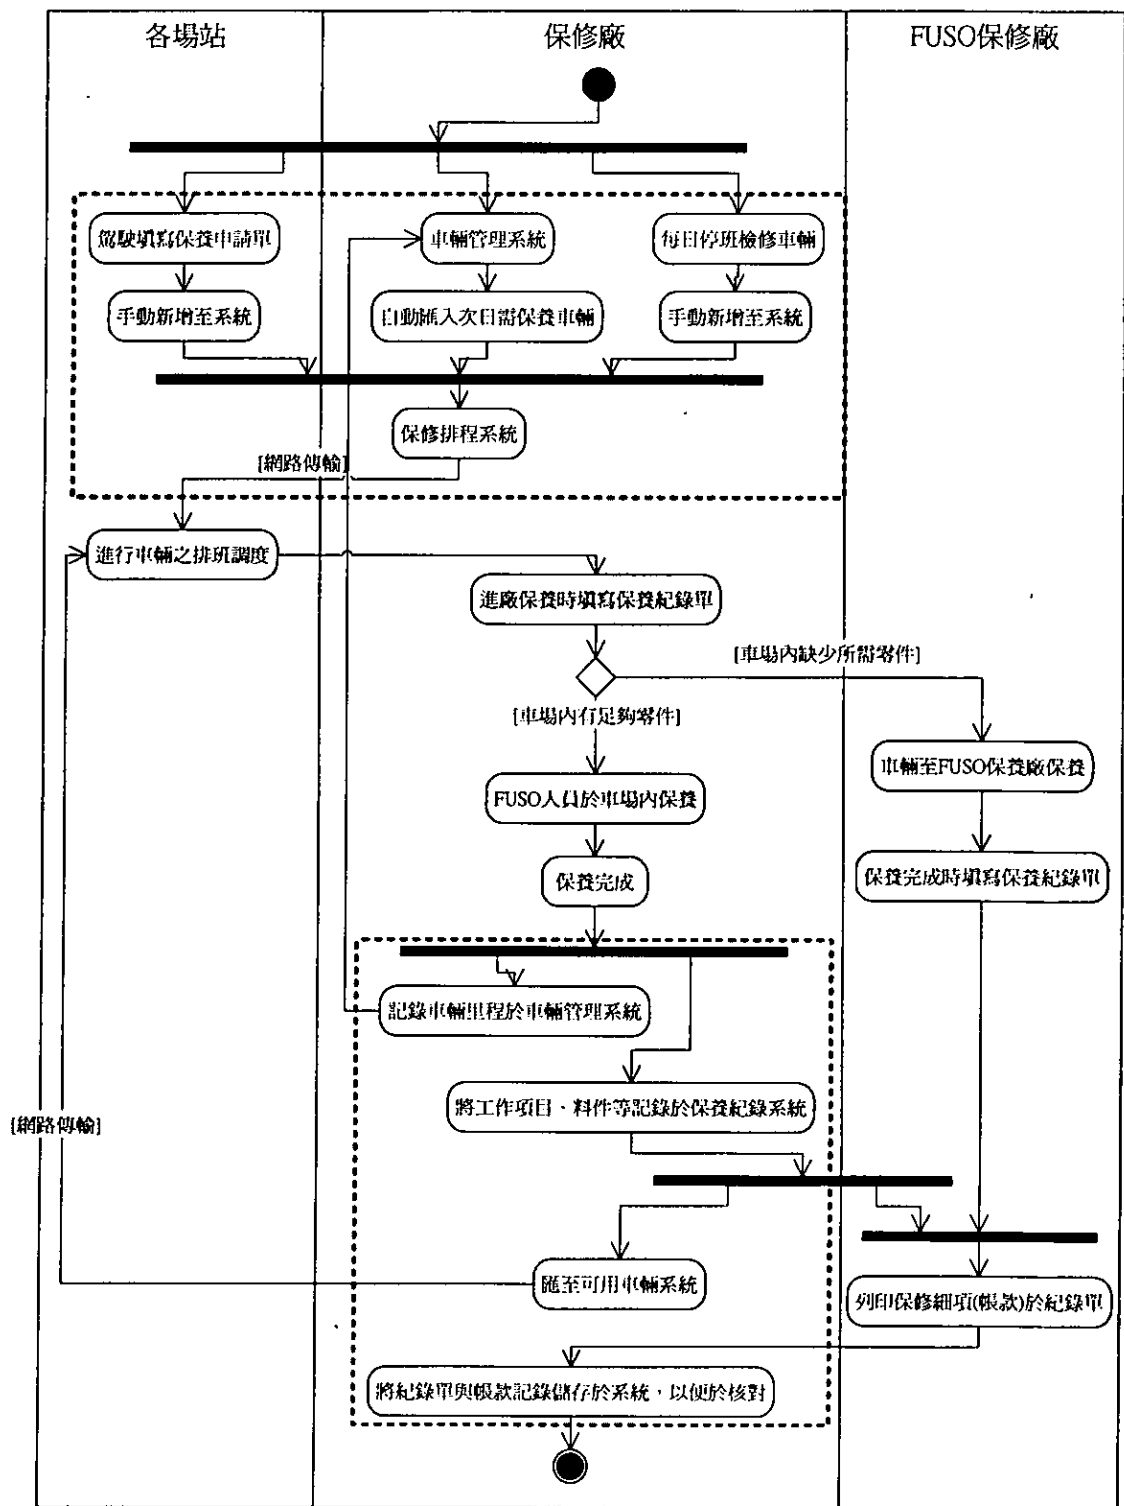 各場站
保修廠
FUSO保修廠
駕駛填寫保養申請單
車輛管理系統
每日停班檢修車輛
手動新增至系統
自動匯入次日需保養車輛
手動新增至系統
保修排程系統
[網路傳輸]
進行車輛之排班調度
進廠保養時填寫保養紀錄單
[車場內缺少所需零件]
[車場內有足夠零件]
車輛至FUSO保養廠保養
FUSO人員於車場內保養
保養完成時填寫保養紀錄單
保養完成
記錄車輛里程於車輛管理系統
將工作項目、料件等記錄於保養紀錄系統
[網路傳輸]
匯至可用車輛系統
列印保修細項(帳款)於紀錄單
將紀錄單與帳款記錄儲存於系統，以便於核對